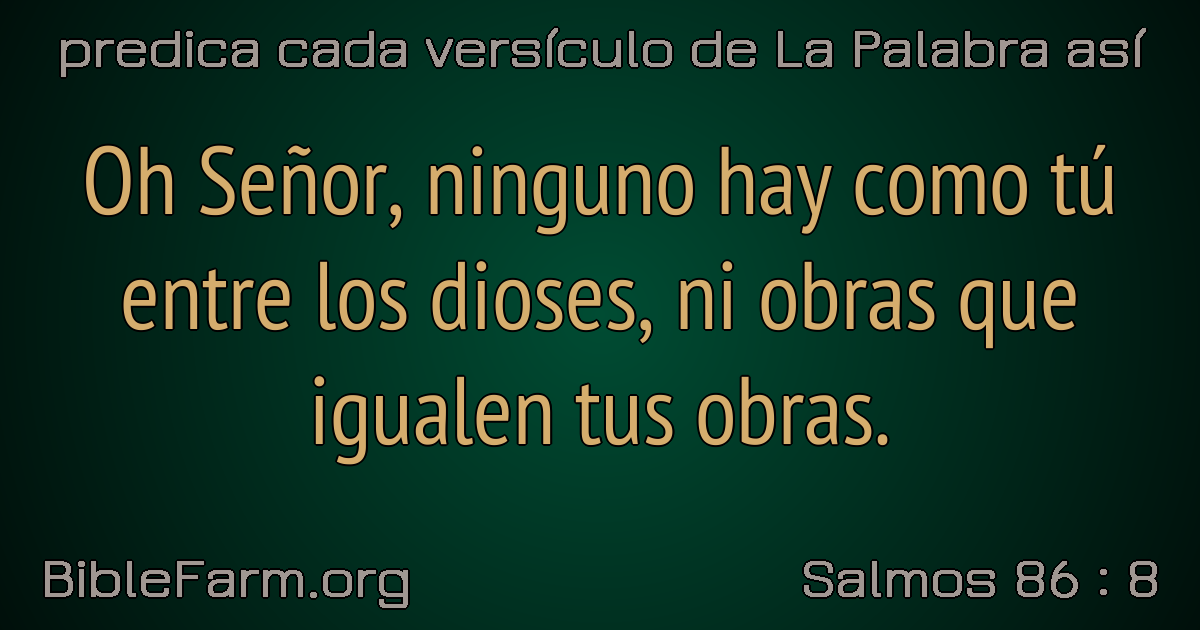 predica cada versículo de La Palabra así
Oh Señor, ninguno hay como tú
entre los dioses, ni obras que
igualen tus obras.
BibleFarm.org
Salmos 86 : 8